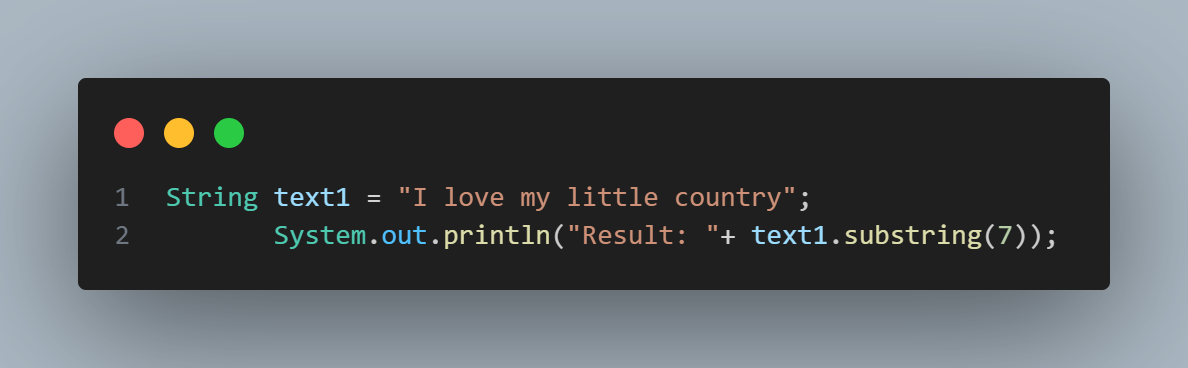 1 String text1 = "I love my little country";
2 System.out.println("Result: "+ text1.substring(7));